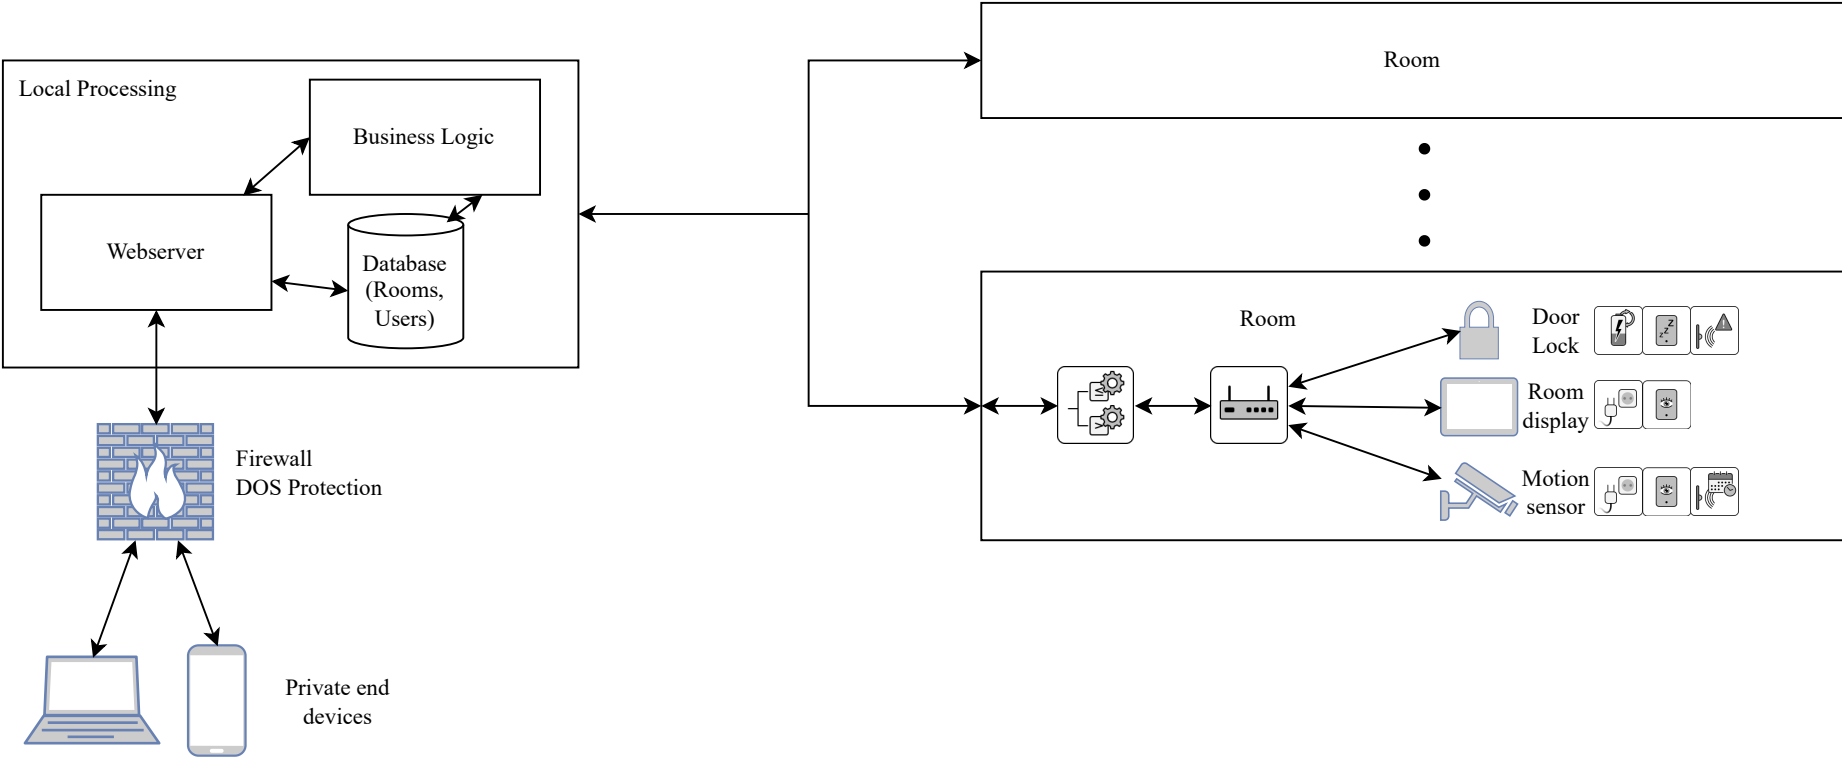 Local Processing
Business Logic
Webserver
Database
(Rooms,
Users)
Firewall
DOS Protection
Private end
devices
Room
Room
Door
Lock
Room
display
Motion
sensor